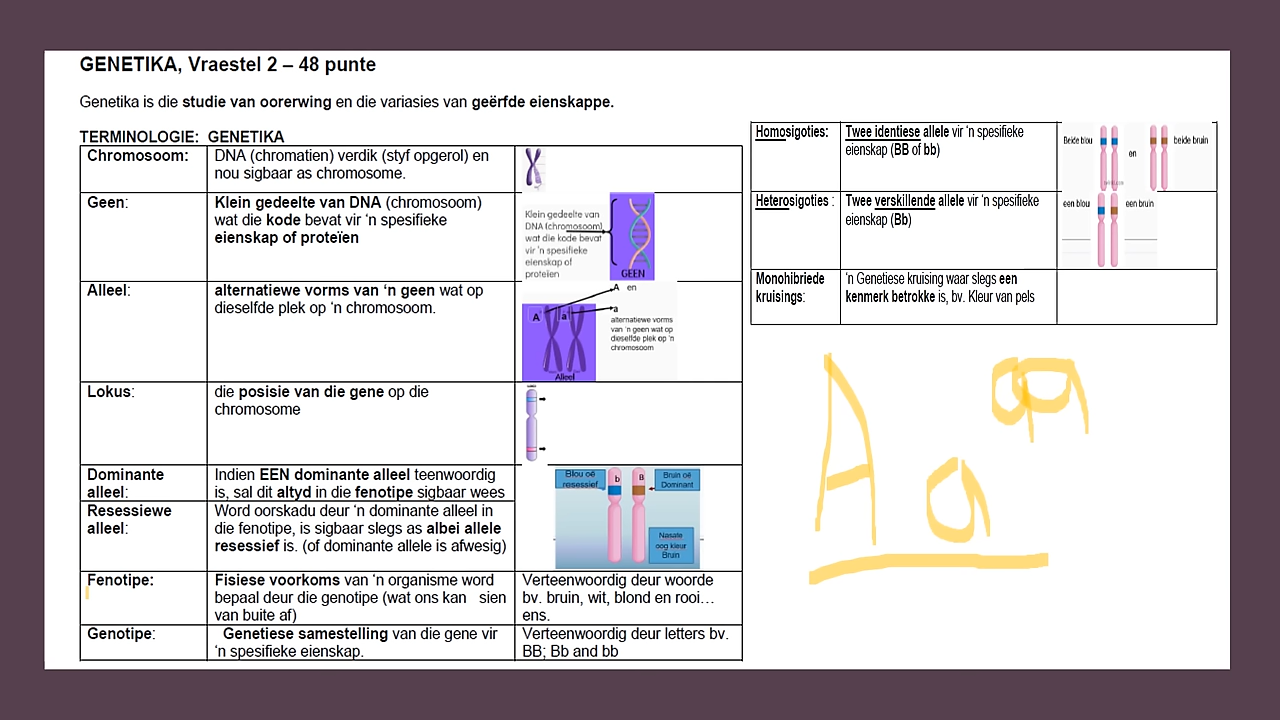 GENETIKA, Vraestel 2 – 48 punte
Genetika is die studie van oorerwing en die variasies van geërfde eienskappe.
TERMINOLOGIE: GENETIKA
Chromosoom:
DNA (chromatien) verdik (styf opgerol) en
nou sigbaar as chromosome.
Geen:
Klein gedeelte van DNA (chromosoom)
wat die kode bevat vir ‘n spesifieke
eienskap of proteïen
Klein gedeelte van
DNA (chromosoom)
wat die kode bevat
vir 'n spesifieke
eienskap of
proteïen
GEEN
Alleel:
alternatiewe vorms van ‘n geen wat op
dieselfde plek op ‘n chromosoom.
A en
a
A
a
alternatiewe vorms
van 'n geen wat op
dieselfde plek op 'n
chromosoom
Alleel
Lokus:
die posisie van die gene op die
chromosome
Dominante
alleel:
Indien EEN dominante alleel teenwoordig
is, sal dit altyd in die fenotipe sigbaar wees
Resessiewe
alleel:
Word oorskadu deur ‘n dominante alleel in
die fenotipe, is sigbaar slegs as albei allele
resessief is. (of dominante allele is afwesig)
Blou oë
resessief
b
B
Bruin oë
Dominant
Nasate
oog kleur
Bruin
Fenotipe:
Fisiese voorkoms van ‘n organisme word
bepaal deur die genotipe (wat ons kan sien
van buite af)
Verteenwoordig deur woorde
bv. bruin, wit, blond en rooi…
ens.
Genotipe:
Genetiese samestelling van die gene vir
‘n spesifieke eienskap.
Verteenwoordig deur letters bv.
BB; Bb and bb
Homosigoties:
Twee identiese allele vir ‘n spesifieke
eienskap (BB of bb)
Beide blou
en
beide bruin
Heterosigoties :
Twee verskillende allele vir ‘n spesifieke
eienskap (Bb)
een blou
een bruin
Monohibriede
kruisings:
‘n Genetiese kruising waar slegs een
kenmerk betrokke is, bv. Kleur van pels
A a
aa